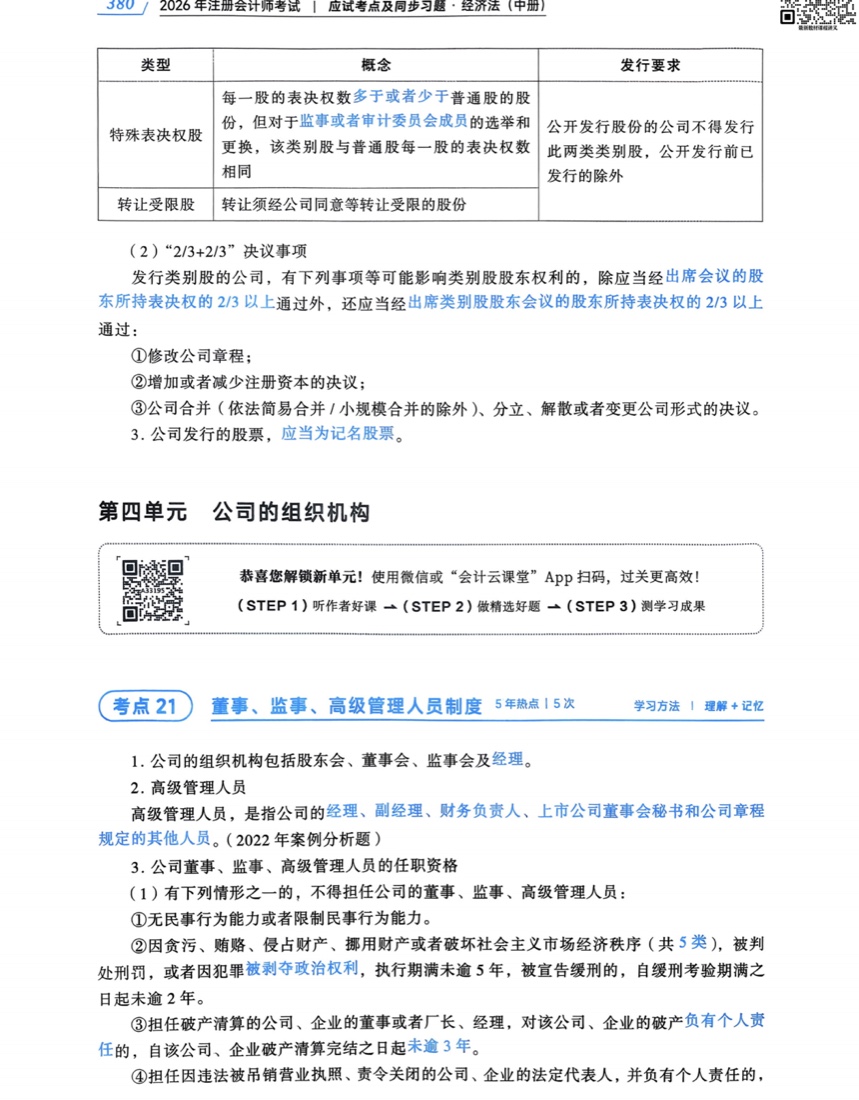 380 / 2026 年注册会计师考试 | 应试考点及同步习题·经济法（中册）
类型 概念 发行要求
特殊表决权股
每一股的表决权数多于或者少于普通股的股
份，但对于监事或者审计委员会成员的选举和
更换，该类别股与普通股每一股的表决权数
相同
公开发行股份的公司不得发行
此两类类别股，公开发行前已
发行的除外
转让受限股 转让须经公司同意等转让受限的股份
（2）“2/3+2/3”决议事项
发行类别股的公司，有下列事项等可能影响类别股股东权利的，除应当经出席会议的股
东所持表决权的 2/3 以上通过外，还应当经出席类别股股东会议的股东所持表决权的 2/3 以上
通过：
①修改公司章程；
②增加或者减少注册资本的决议；
③公司合并（依法简易合并 / 小规模合并的除外）、分立、解散或者变更公司形式的决议。
3. 公司发行的股票，应当为记名股票。
第四单元 公司的组织机构
恭喜您解锁新单元！使用微信或“会计云课堂”App 扫码，过关更高效！
（STEP 1）听作者好课 ⇀（STEP 2）做精选好题 ⇀（STEP 3）测学习成果
考点 21 董事、监事、高级管理人员制度 5 年热点 | 5 次 学习方法 | 理解 + 记忆
1. 公司的组织机构包括股东会、董事会、监事会及经理。
2. 高级管理人员
高级管理人员，是指公司的经理、副经理、财务负责人、上市公司董事会秘书和公司章程
规定的其他人员。（2022 年案例分析题）
3. 公司董事、监事、高级管理人员的任职资格
（1）有下列情形之一的，不得担任公司的董事、监事、高级管理人员：
①无民事行为能力或者限制民事行为能力。
②因贪污、贿赂、侵占财产、挪用财产或者破坏社会主义市场经济秩序（共 5 类），被判
处刑罚，或者因犯罪被剥夺政治权利，执行期满未逾 5 年，被宣告缓刑的，自缓刑考验期满之
日起未逾 2 年。
③担任破产清算的公司、企业的董事或者厂长、经理，对该公司、企业的破产负有个人责
任的，自该公司、企业破产清算完结之日起未逾 3 年。
④担任因违法被吊销营业执照、责令关闭的公司、企业的法定代表人，并负有个人责任的，